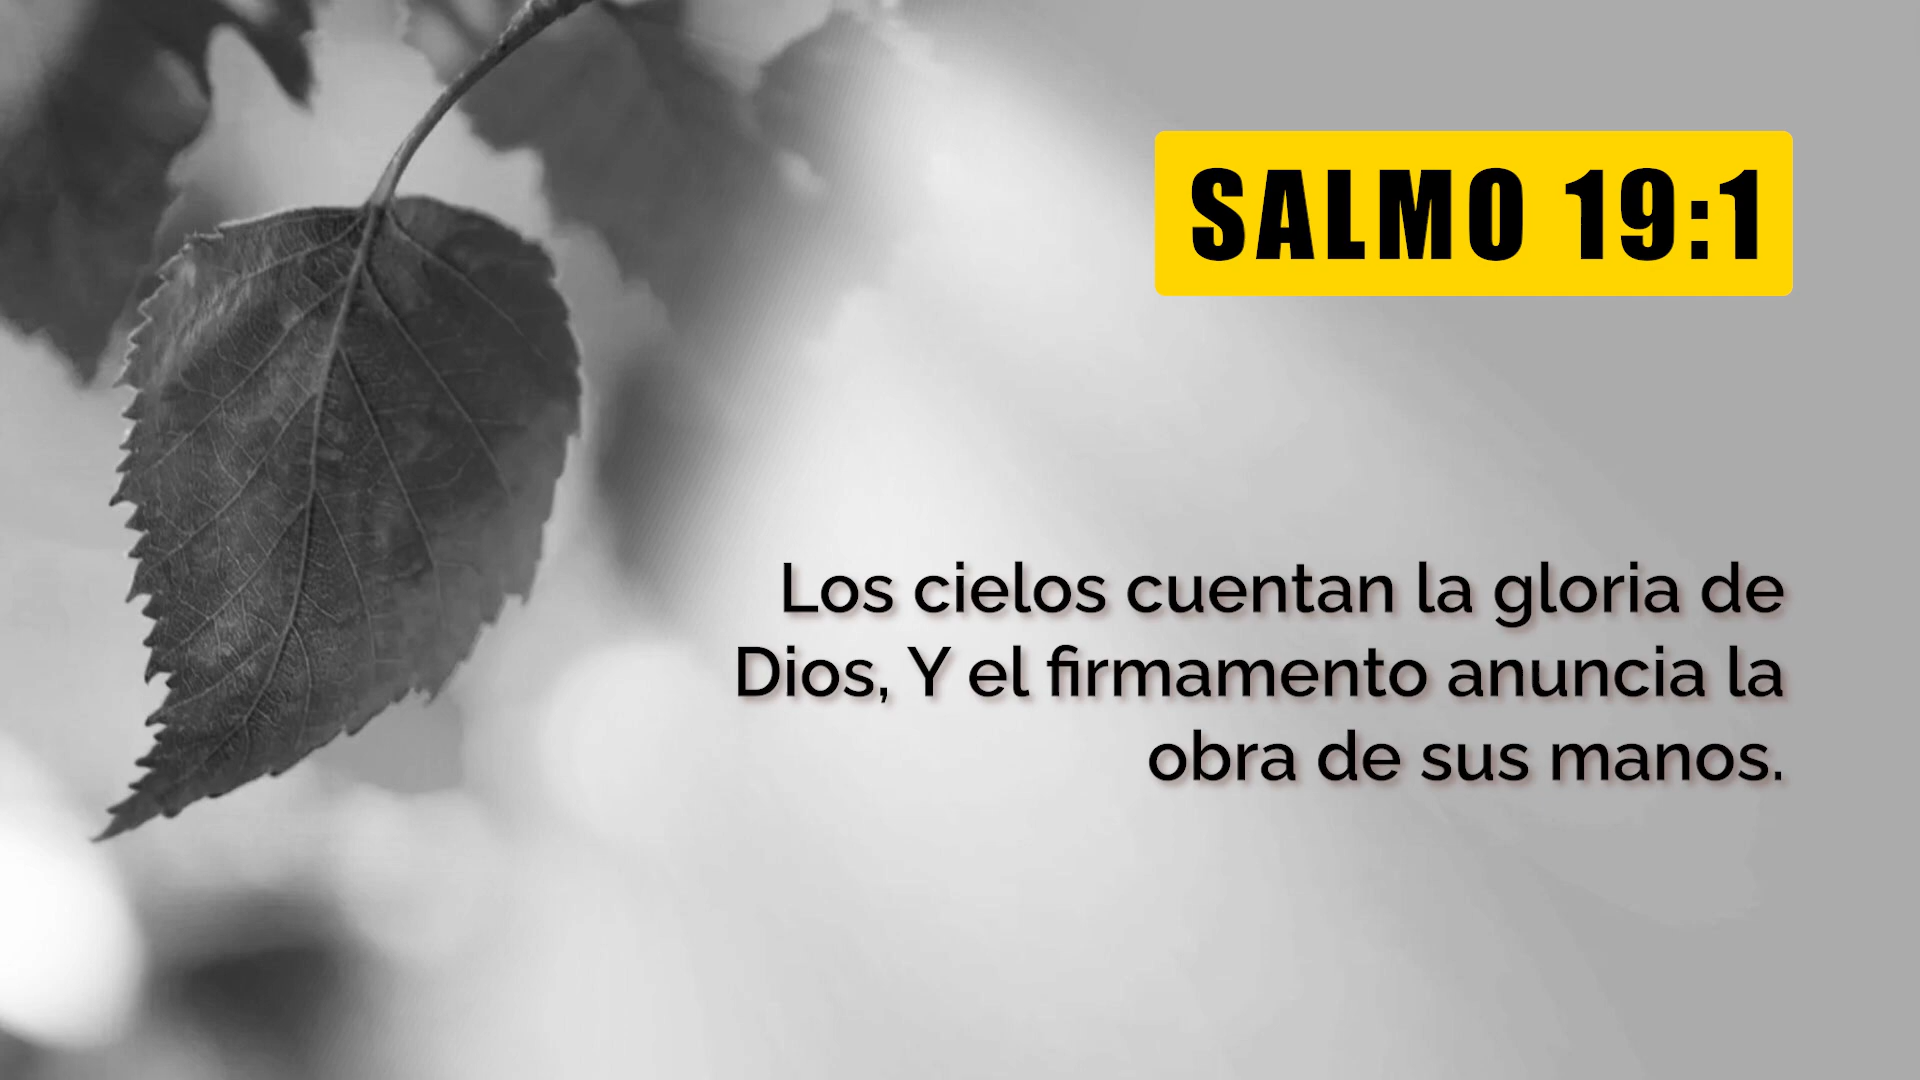 SALMO 19:1
Los cielos cuentan la gloria de
Dios, Y el firmamento anuncia la
obra de sus manos.